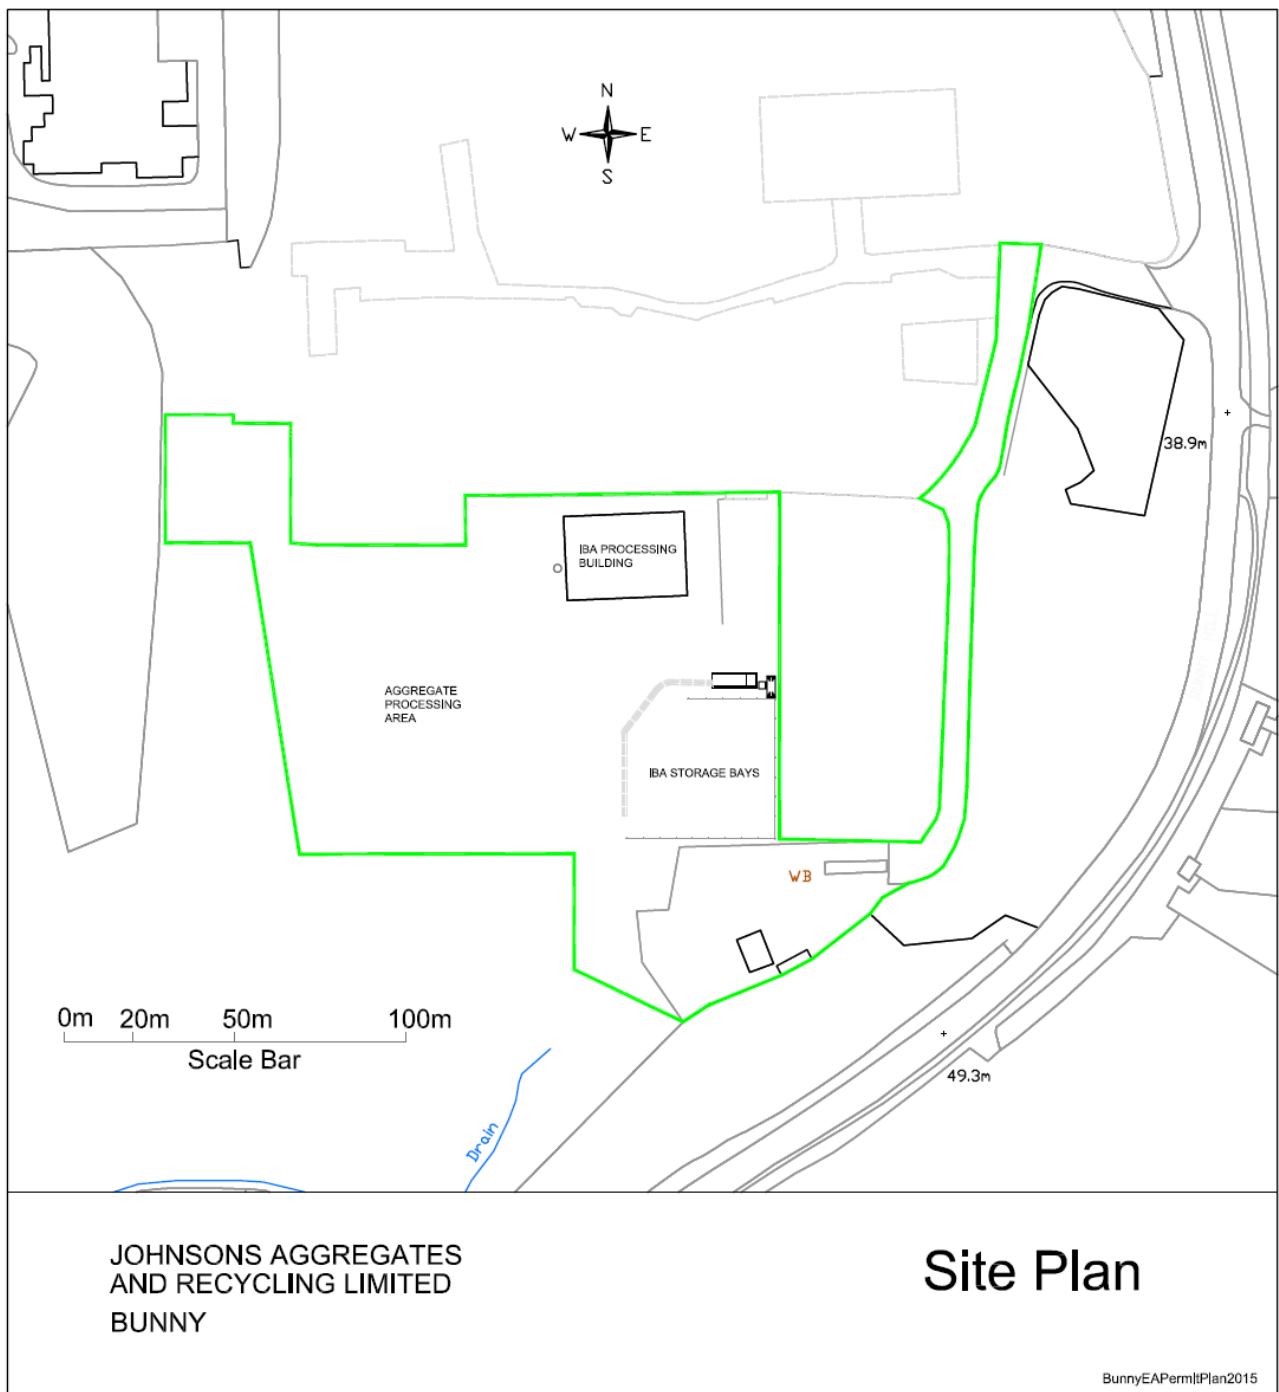 N
W E
S
38.9m
IBA PROCESSING
BUILDING
AGGREGATE
PROCESSING
AREA
IBA STORAGE BAYS
WB
0m 20m 50m 100m
Scale Bar
49.3m
Drain
JOHNSONS AGGREGATES
AND RECYCLING LIMITED
BUNNY
Site Plan
BunnyEAPermitPlan2015